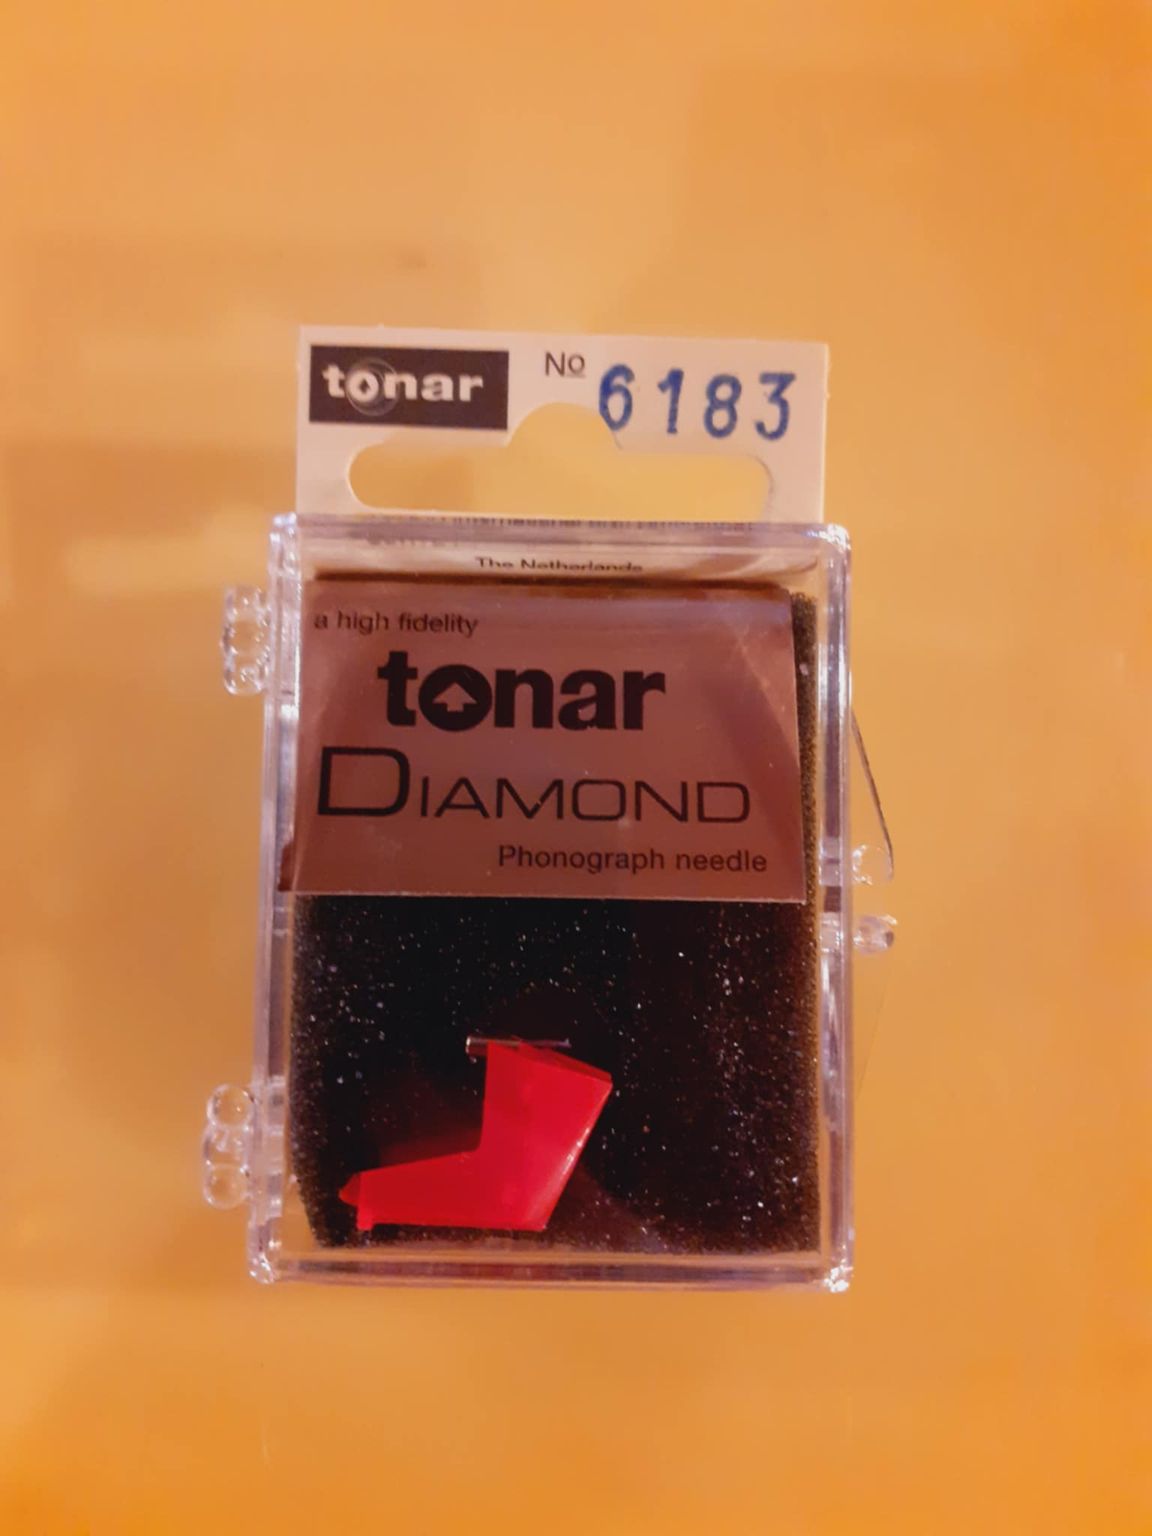 tonar
No 6183
The Netherlands
a high fidelity
tonar
DIAMOND
Phonograph needle